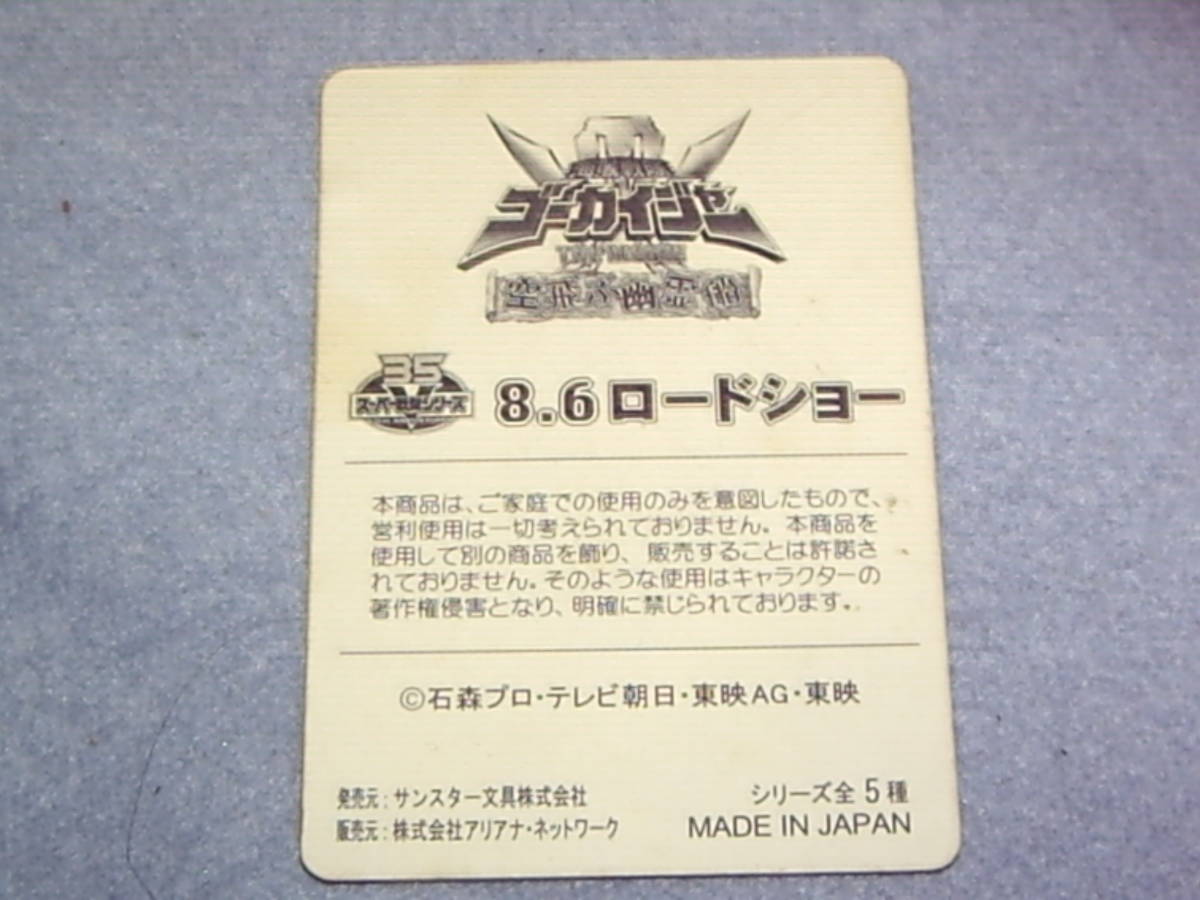 ゴーカイジャー
THE MOVIE
空飛ぶ幽霊船
35
スーパー戦隊シリーズ
8.6ロードショー
本商品は、ご家庭での使用のみを意図したもので、
営利使用は一切考えられておりません。本商品を
使用して別の商品を飾り、販売することは許諾さ
れておりません。そのような使用はキャラクターの
著作権侵害となり、明確に禁じられております。
©石森プロ・テレビ朝日・東映AG・東映
発売元:サンスター文具株式会社
シリーズ全5種
販売元:株式会社アリアナ・ネットワーク
MADE IN JAPAN